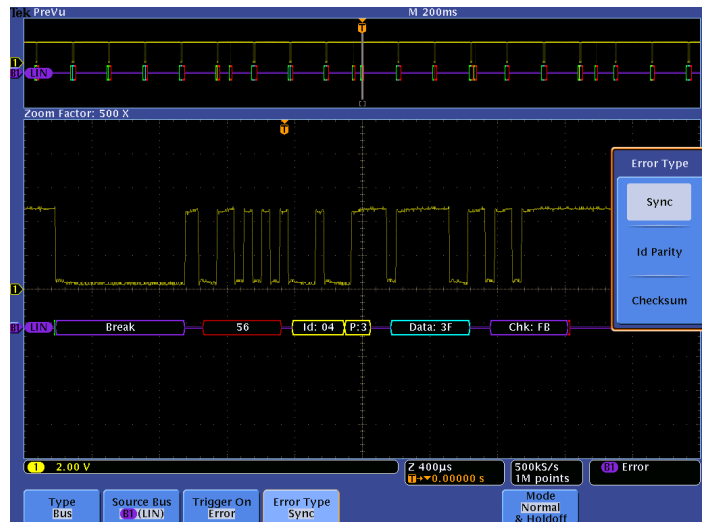 Tek PreVu M 200ms
T
1
B1 LIN
Zoom Factor: 500 X
T
Error Type
Sync
Id Parity
Checksum
1
B1 LIN Break 56 Id: 04 P:3 Data: 3F Chk: FB
1 2.00 V
Z 400µs
T→▼0.00000 s
500kS/s
1M points
B1 Error
Type
Bus
Source Bus
B1 (LIN)
Trigger On
Error
Error Type
Sync
Mode
Normal
& Holdoff